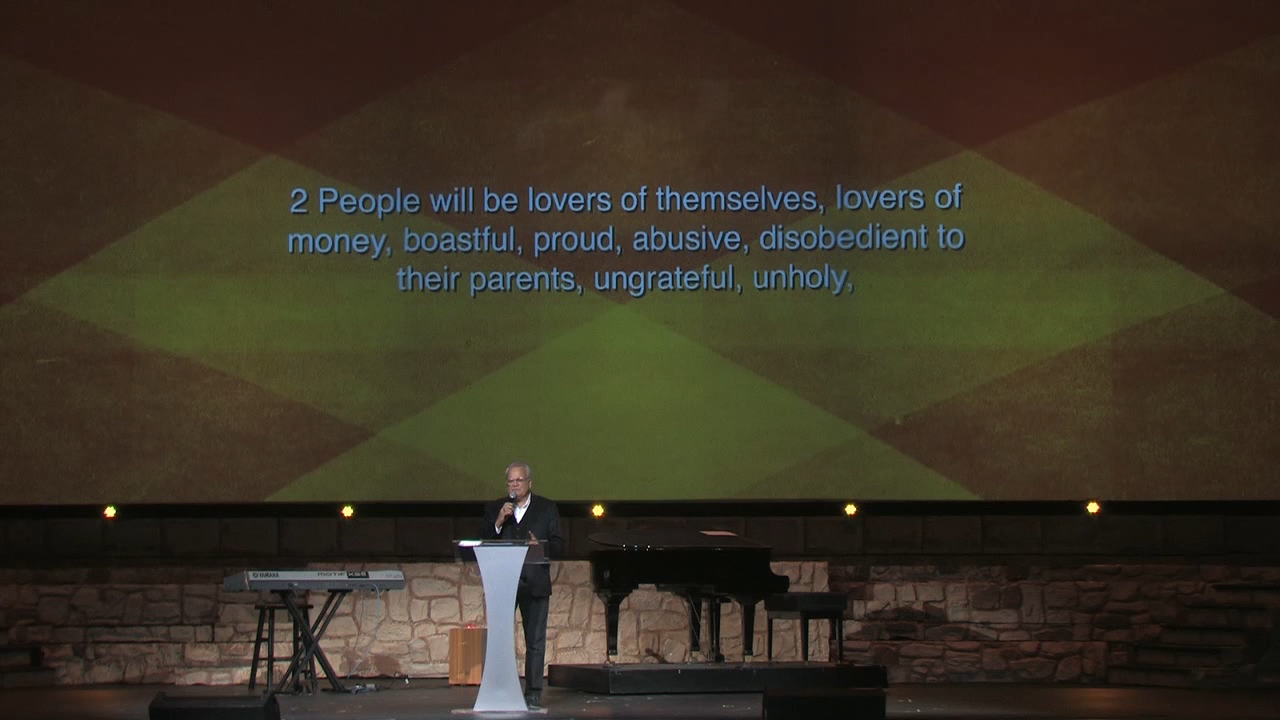 2 People will be lovers of themselves, lovers of
money, boastful, proud, abusive, disobedient to
their parents, ungrateful, unholy,
YAMAHA